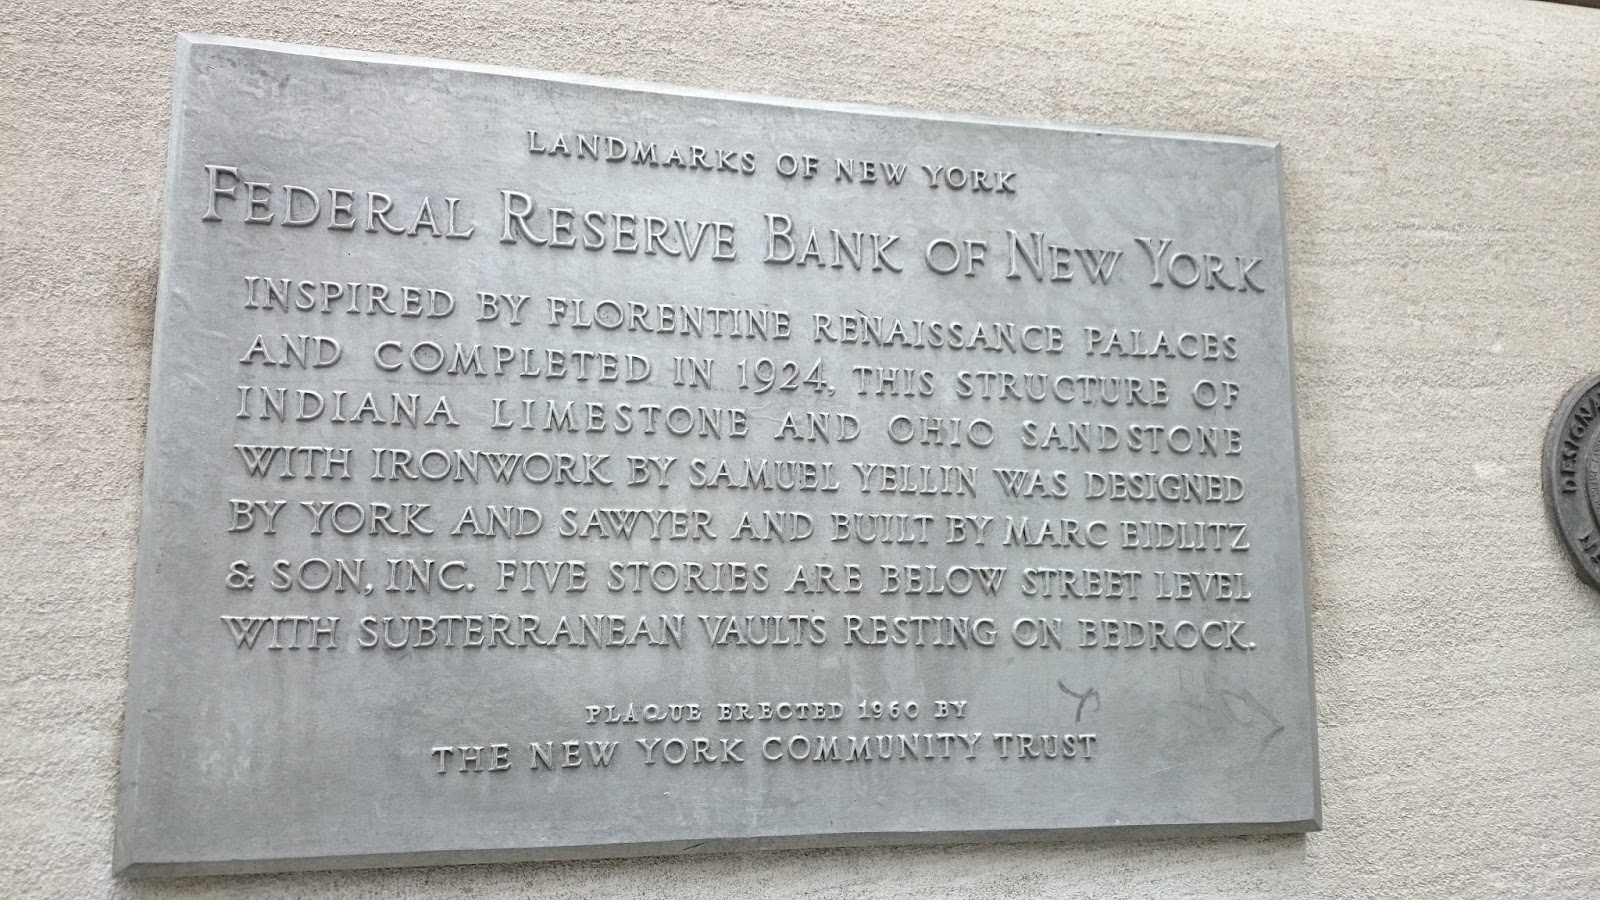 LANDMARKS OF NEW YORK
FEDERAL RESERVE BANK OF NEW YORK
INSPIRED BY FLORENTINE RENAISSANCE PALACES
AND COMPLETED IN 1924, THIS STRUCTURE OF
INDIANA LIMESTONE AND OHIO SANDSTONE
WITH IRONWORK BY SAMUEL YELLIN WAS DESIGNED
BY YORK AND SAWYER AND BUILT BY MARC EIDLITZ
& SON, INC. FIVE STORIES ARE BELOW STREET LEVEL
WITH SUBTERRANEAN VAULTS RESTING ON BEDROCK.
PLAQUE ERECTED 1960 BY
THE NEW YORK COMMUNITY TRUST